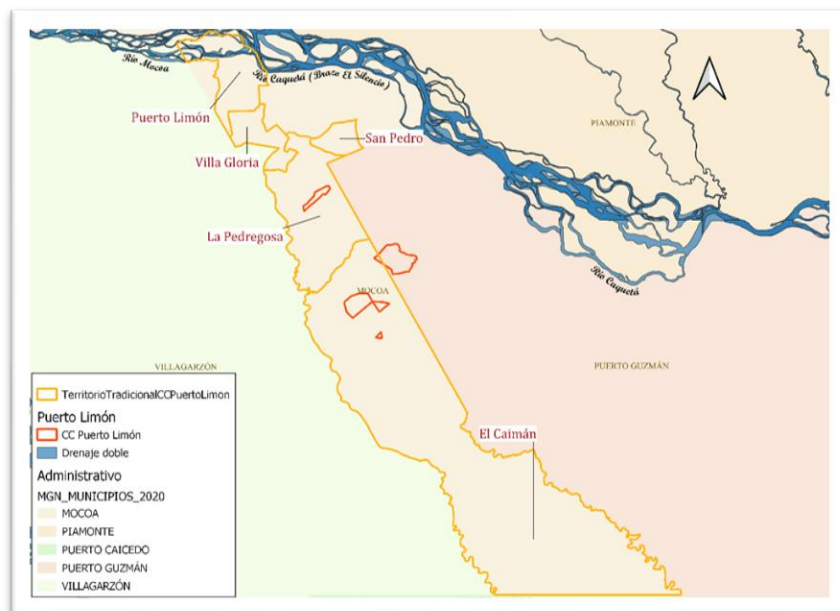 Río Mocoa
Río Caquetá (Brazo El Silencio)
Puerto Limón
PIAMONTE
San Pedro
Villa Gloria
La Pedregosa
Río Caquetá
MOCOA
VILLAGARZÓN
PUERTO GUZMÁN
El Caimán
TerritorioTradicionalCCPuertoLimon
Puerto Limón
CC Puerto Limón
Drenaje doble
Administrativo
MGN_MUNICIPIOS_2020
MOCOA
PIAMONTE
PUERTO CAICEDO
PUERTO GUZMÁN
VILLAGARZÓN